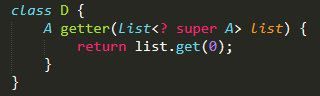 class D {
    A getter(List<? super A> list) {
        return list.get(0);
    }
}